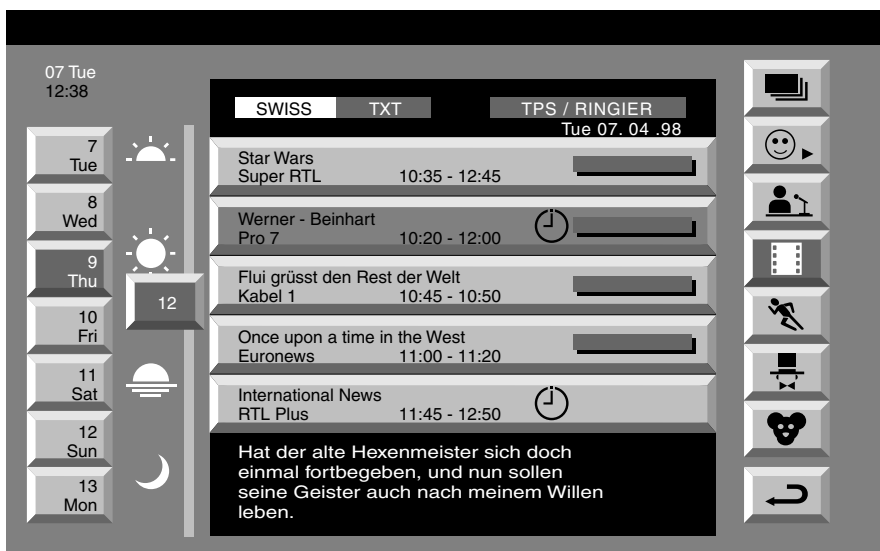 07 Tue
12:38
7
Tue
8
Wed
9
Thu
10
Fri
11
Sat
12
Sun
13
Mon
12
SWISS TXT TPS / RINGIER
Tue 07. 04 .98
Star Wars
Super RTL 10:35 - 12:45
Werner - Beinhart
Pro 7 10:20 - 12:00
Flui grüsst den Rest der Welt
Kabel 1 10:45 - 10:50
Once upon a time in the West
Euronews 11:00 - 11:20
International News
RTL Plus 11:45 - 12:50
Hat der alte Hexenmeister sich doch
einmal fortbegeben, und nun sollen
seine Geister auch nach meinem Willen
leben.